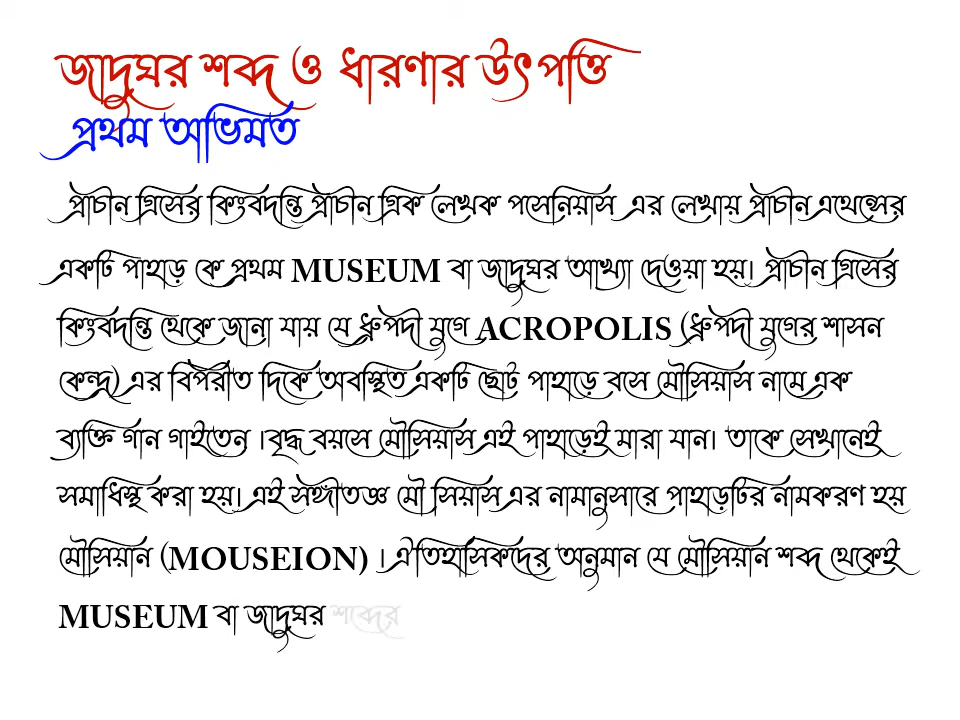 জাদুঘর শব্দ ও ধারণার উৎপত্তি
প্রথম অভিমত
প্রাচীন গ্রিসের কিংবদন্তি প্রাচীন গ্রিক লেখক পসেনিয়াস এর লেখায় প্রাচীন এথেন্সের
একটি পাহাড় কে প্রথম MUSEUM বা জাদুঘর আখ্যা দেওয়া হয়। প্রাচীন গ্রিসের
কিংবদন্তি থেকে জানা যায় যে ধ্রুপদী যুগে ACROPOLIS (ধ্রুপদী যুগের শাসন
কেন্দ্র) এর বিপরীত দিকে অবস্থিত একটি ছোট পাহাড়ে বসে মৌসিয়াস নামে এক
ব্যক্তি গান গাইতেন ।বৃদ্ধ বয়সে মৌসিয়াস এই পাহাড়েই মারা যান। তাকে সেখানেই
সমাধিস্থ করা হয়। এই সঙ্গীতজ্ঞ মৌ সিয়াস এর নামানুসারে পাহাড়টির নামকরণ হয়
মৌসিয়ান (MOUSEION) । ঐতিহাসিকদের অনুমান যে মৌসিয়ান শব্দ থেকেই
MUSEUM বা জাদুঘর শব্দের